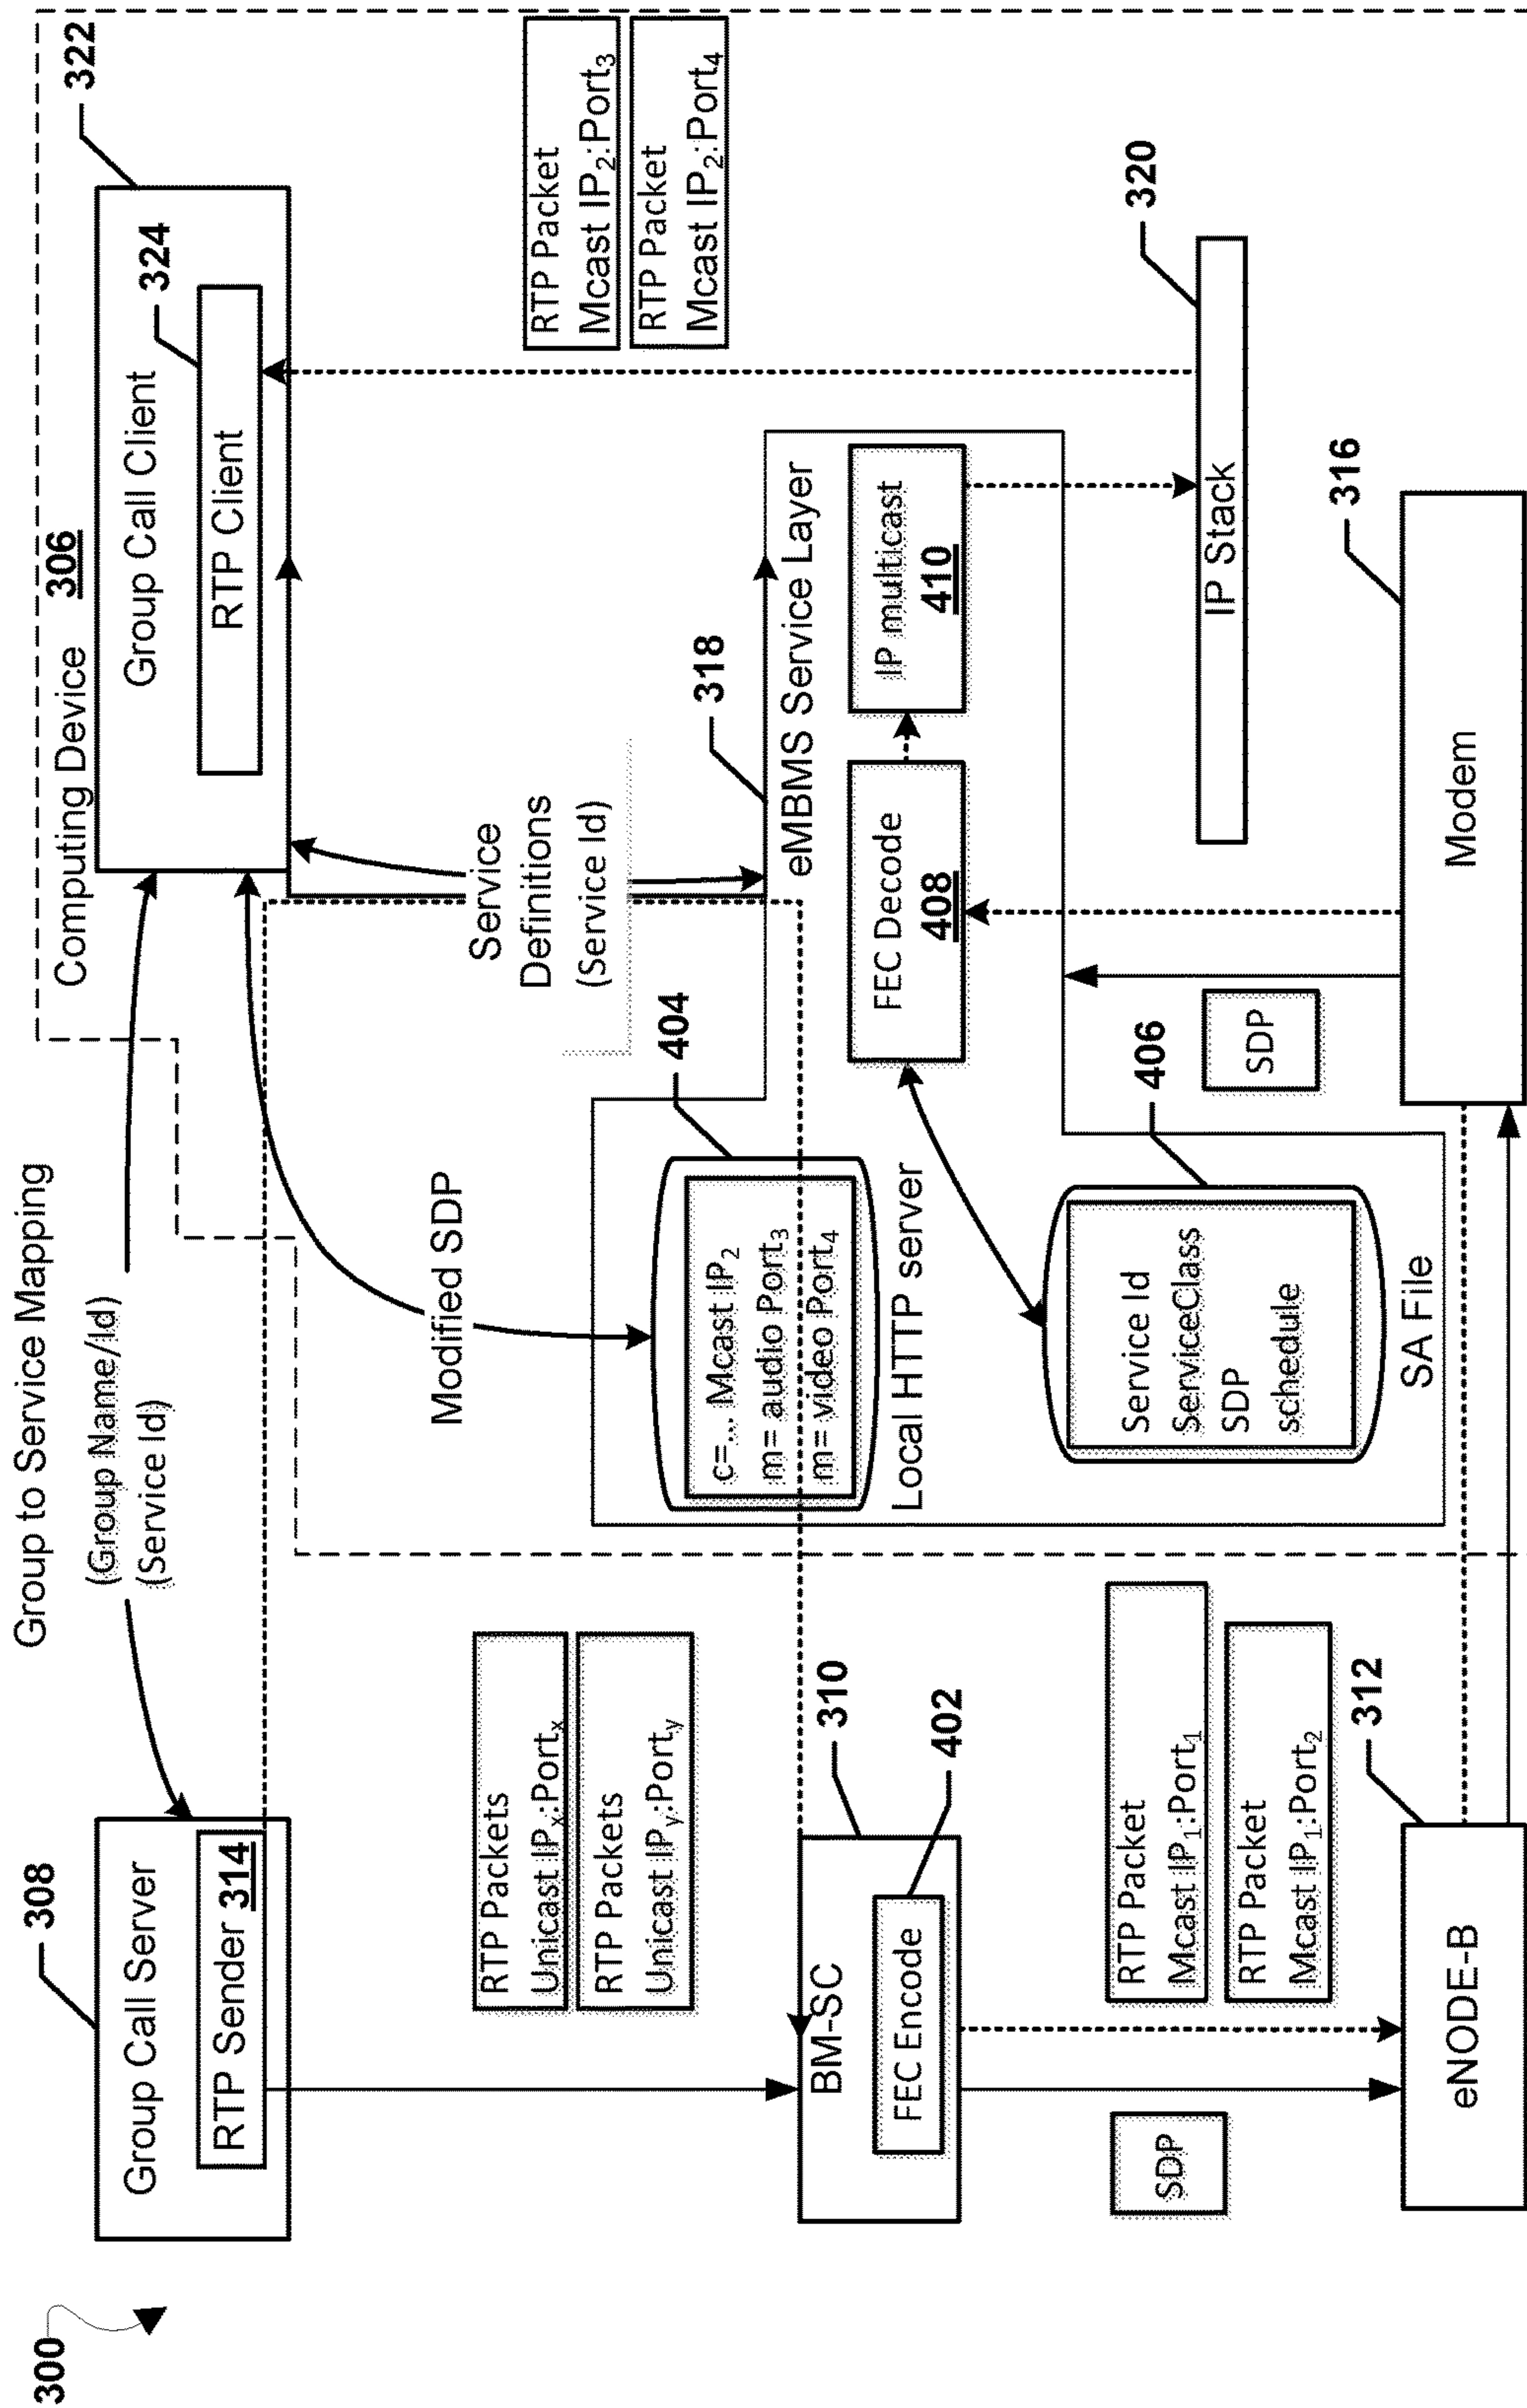 300
308
Group Call Server
RTP Sender 314
Group to Service Mapping
(Group Name/Id)
(Service Id)
Computing Device 306
322
Group Call Client
324
RTP Client
RTP Packets
Unicast IPx:Portx
RTP Packets
Unicast IPy:Porty
Modified SDP
Service
Definitions
(Service Id)
RTP Packet
Mcast IP2:Port3
RTP Packet
Mcast IP2:Port4
310
BM-SC
402
FEC Encode
404
c=... Mcast IP2
m= audio Port3
m= video Port4
Local HTTP server
318
eMBMS Service Layer
FEC Decode
408
IP multicast
410
SDP
RTP Packet
Mcast IP1:Port1
RTP Packet
Mcast IP1:Port2
406
Service Id
ServiceClass
SDP
schedule
SA File
SDP
320
IP Stack
312
eNODE-B
316
Modem